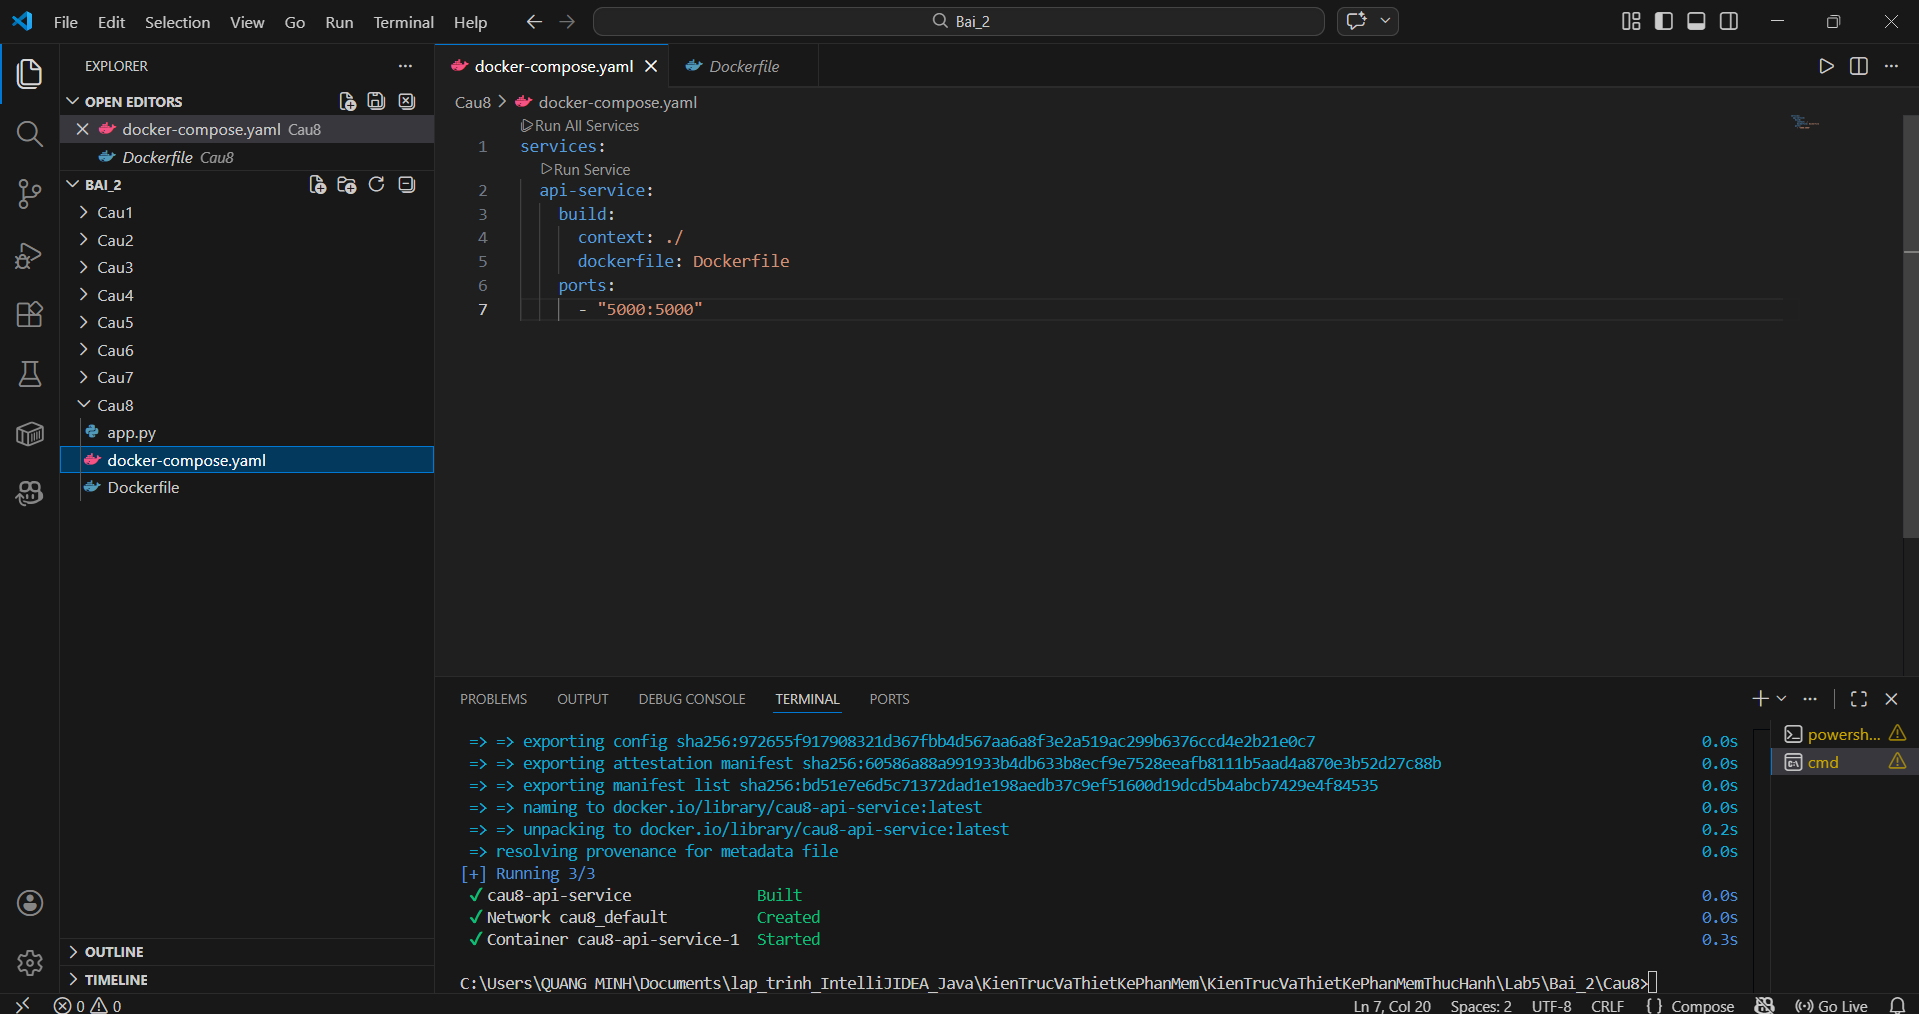 File Edit Selection View Go Run Terminal Help
Bai_2
EXPLORER
OPEN EDITORS
docker-compose.yaml Cau8
Dockerfile Cau8
BAI_2
Cau1
Cau2
Cau3
Cau4
Cau5
Cau6
Cau7
Cau8
app.py
docker-compose.yaml
Dockerfile
OUTLINE
TIMELINE
docker-compose.yaml
Dockerfile
Cau8 > docker-compose.yaml
Run All Services
1 services:
Run Service
2 api-service:
3 build:
4 context: ./
5 dockerfile: Dockerfile
6 ports:
7 - "5000:5000"
PROBLEMS OUTPUT DEBUG CONSOLE TERMINAL PORTS
=> => exporting config sha256:972655f917908321d367fbb4d567aa6a8f3e2a519ac299b6376ccd4e2b21e0c7 0.0s
=> => exporting attestation manifest sha256:60586a88a991933b4db633b8ecf9e7528eeafb8111b5aad4a870e3b52d27c88b 0.0s
=> => exporting manifest list sha256:bd51e7e6d5c71372dad1e198aedb37c9ef51600d19dcd5b4abcb7429e4f84535 0.0s
=> => naming to docker.io/library/cau8-api-service:latest 0.0s
=> => unpacking to docker.io/library/cau8-api-service:latest 0.2s
=> resolving provenance for metadata file 0.0s
[+] Running 3/3
✓ cau8-api-service Built 0.0s
✓ Network cau8_default Created 0.0s
✓ Container cau8-api-service-1 Started 0.3s
C:\Users\QUANG MINH\Documents\lap_trinh_IntelliJIDEA_Java\KienTrucVaThietKePhanMem\KienTrucVaThietKePhanMemThucHanh\Lab5\Bai_2\Cau8>
powersh...
cmd
0 0
Ln 7, Col 20 Spaces: 2 UTF-8 CRLF { } Compose Go Live